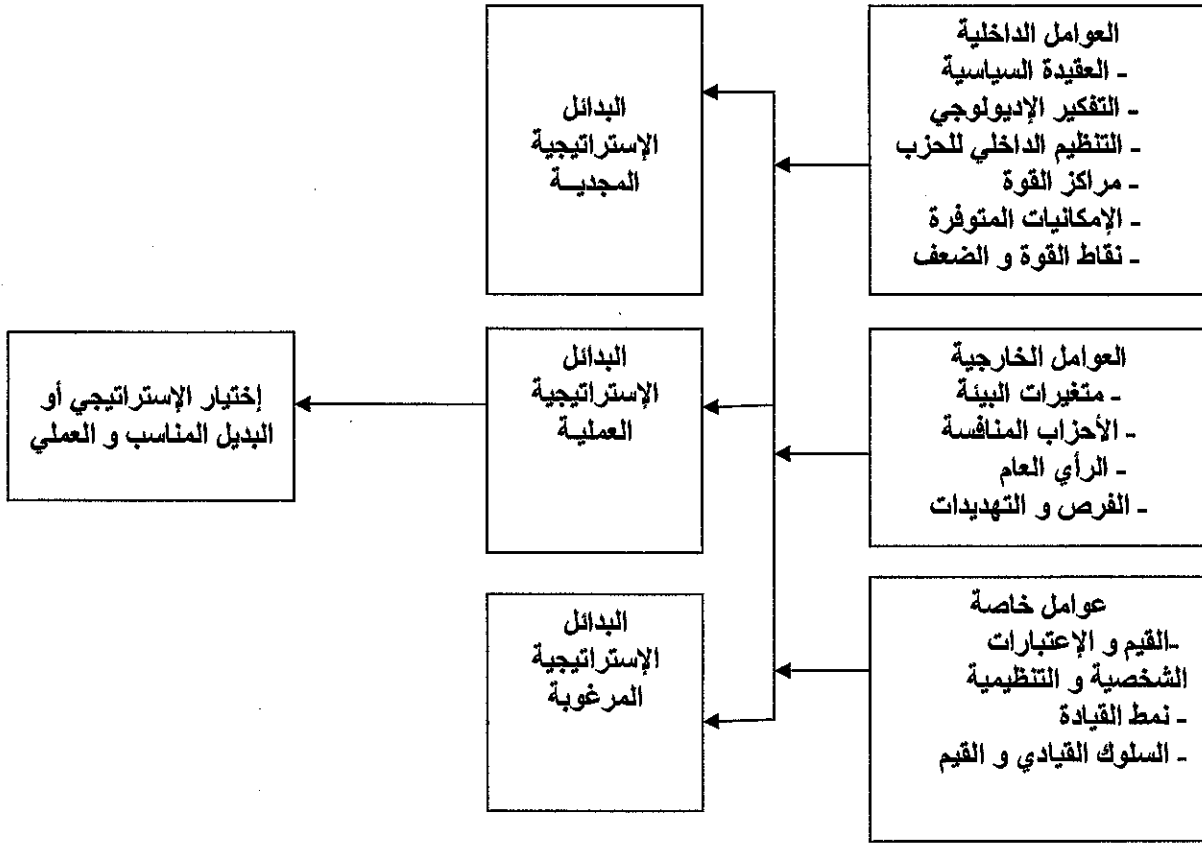 العوامل الداخلية
- العقيدة السياسية
- التفكير الإديولوجي
- التنظيم الداخلي للحزب
- مراكز القوة
- الإمكانيات المتوفرة
- نقاط القوة و الضعف
العوامل الخارجية
- متغيرات البيئة
- الأحزاب المنافسة
- الرأي العام
- الفرص و التهديدات
عوامل خاصة
-القيم و الإعتبارات
الشخصية و التنظيمية
- نمط القيادة
- السلوك القيادي و القيم
البدائل
الإستراتيجية
المجديــة
البدائل
الإستراتيجية
العملية
البدائل
الإستراتيجية
المرغوبة
إختيار الإستراتيجي أو
البديل المناسب و العملي